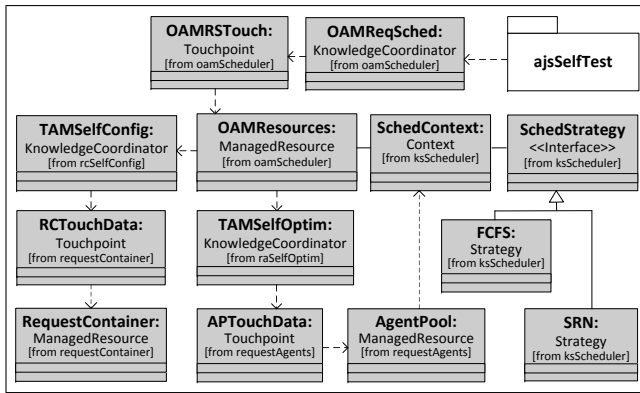 OAMRSTouch:
Touchpoint
[from oamScheduler]
OAMReqSched:
KnowledgeCoordinator
[from oamScheduler]
ajsSelfTest
TAMSelfConfig:
KnowledgeCoordinator
[from rcSelfConfig]
OAMResources:
ManagedResource
[from oamScheduler]
SchedContext:
Context
[from ksScheduler]
SchedStrategy
<<Interface>>
[from ksScheduler]
RCTouchData:
Touchpoint
[from requestContainer]
TAMSelfOptim:
KnowledgeCoordinator
[from raSelfOptim]
FCFS:
Strategy
[from ksScheduler]
RequestContainer:
ManagedResource
[from requestContainer]
APTouchData:
Touchpoint
[from requestAgents]
AgentPool:
ManagedResource
[from requestAgents]
SRN:
Strategy
[from ksScheduler]